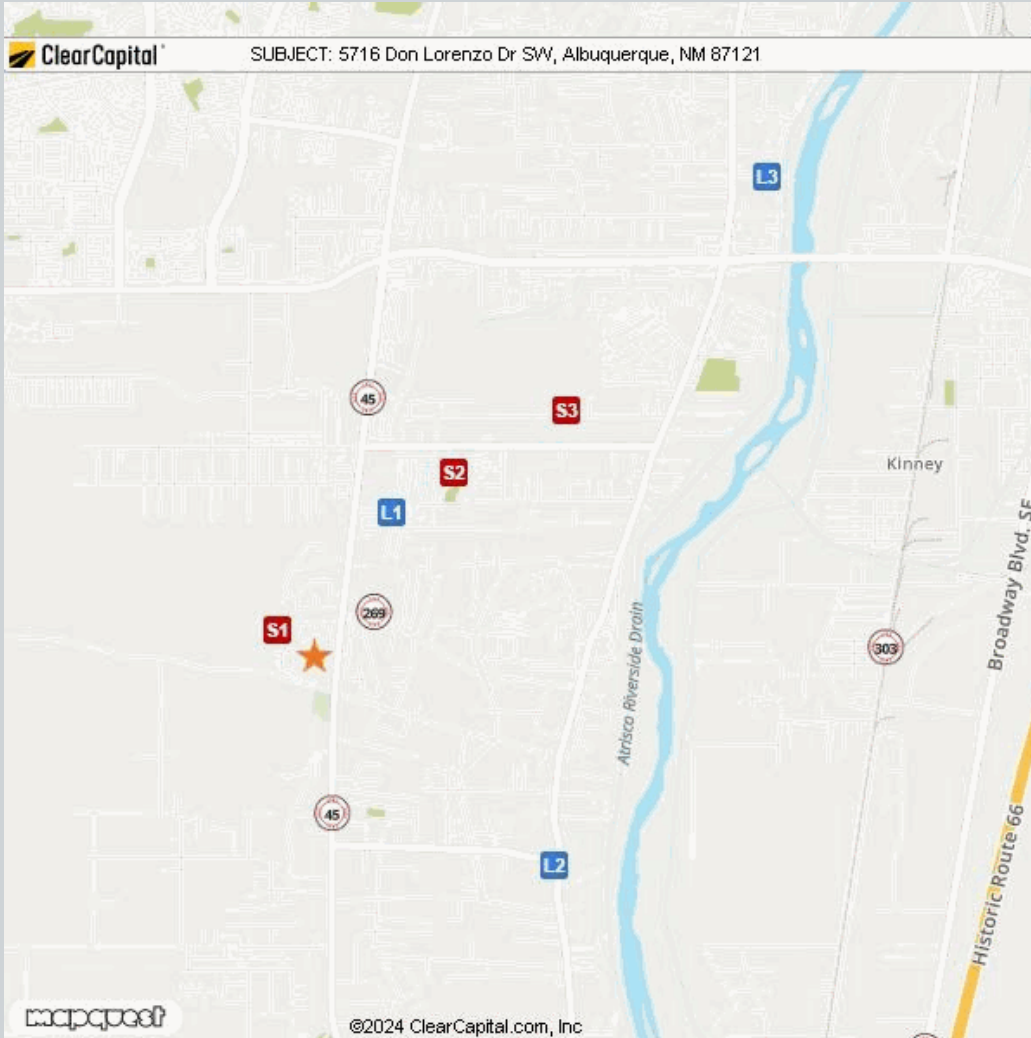 ClearCapital
SUBJECT: 5716 Don Lorenzo Dr SW, Albuquerque, NM 87121
L3
45
S3
S2
Kinney
L1
Broadway Blvd. SE
269
S1
Atrisco Riverside Drain
303
45
L2
Historic Route 66
mapquest
©2024 ClearCapital.com, Inc